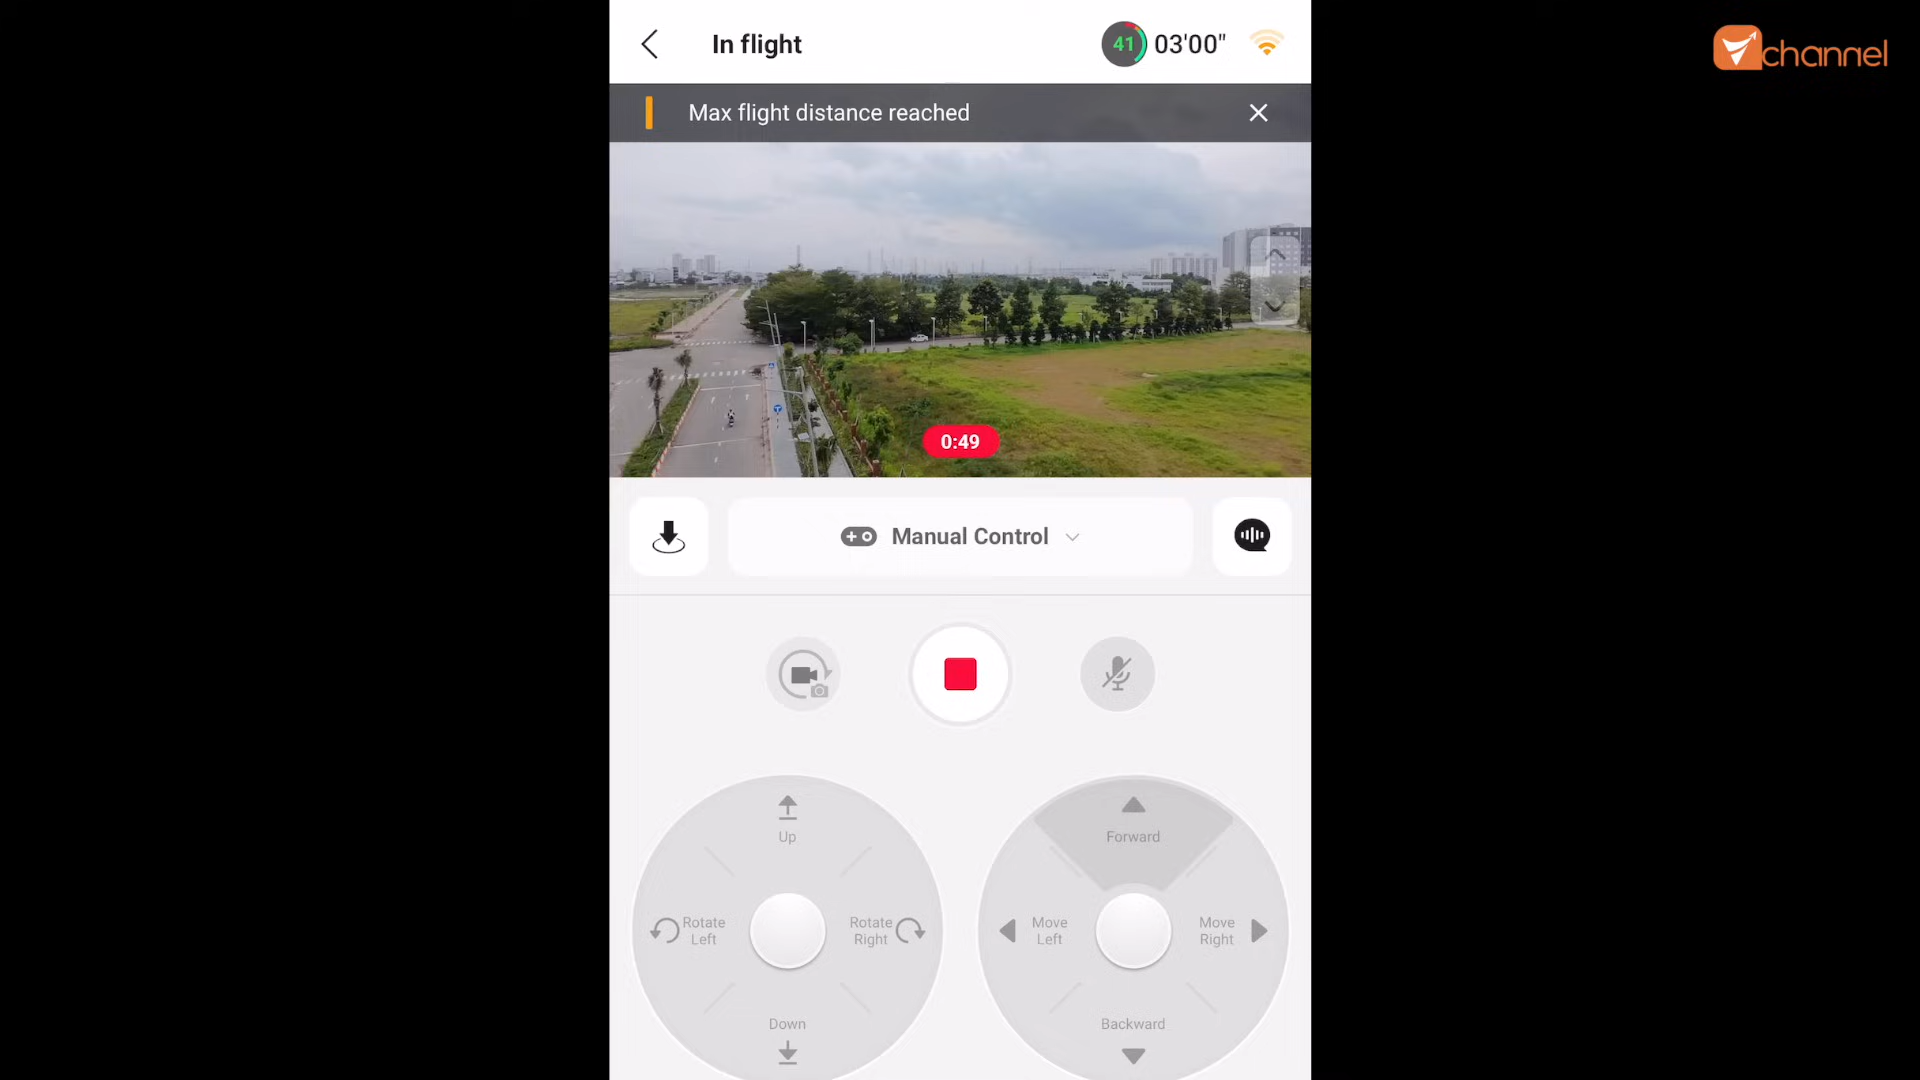 In flight
41
03'00"
channel
Max flight distance reached
0:49
Manual Control
Up
Rotate
Left
Rotate
Right
Down
Forward
Move
Left
Move
Right
Backward